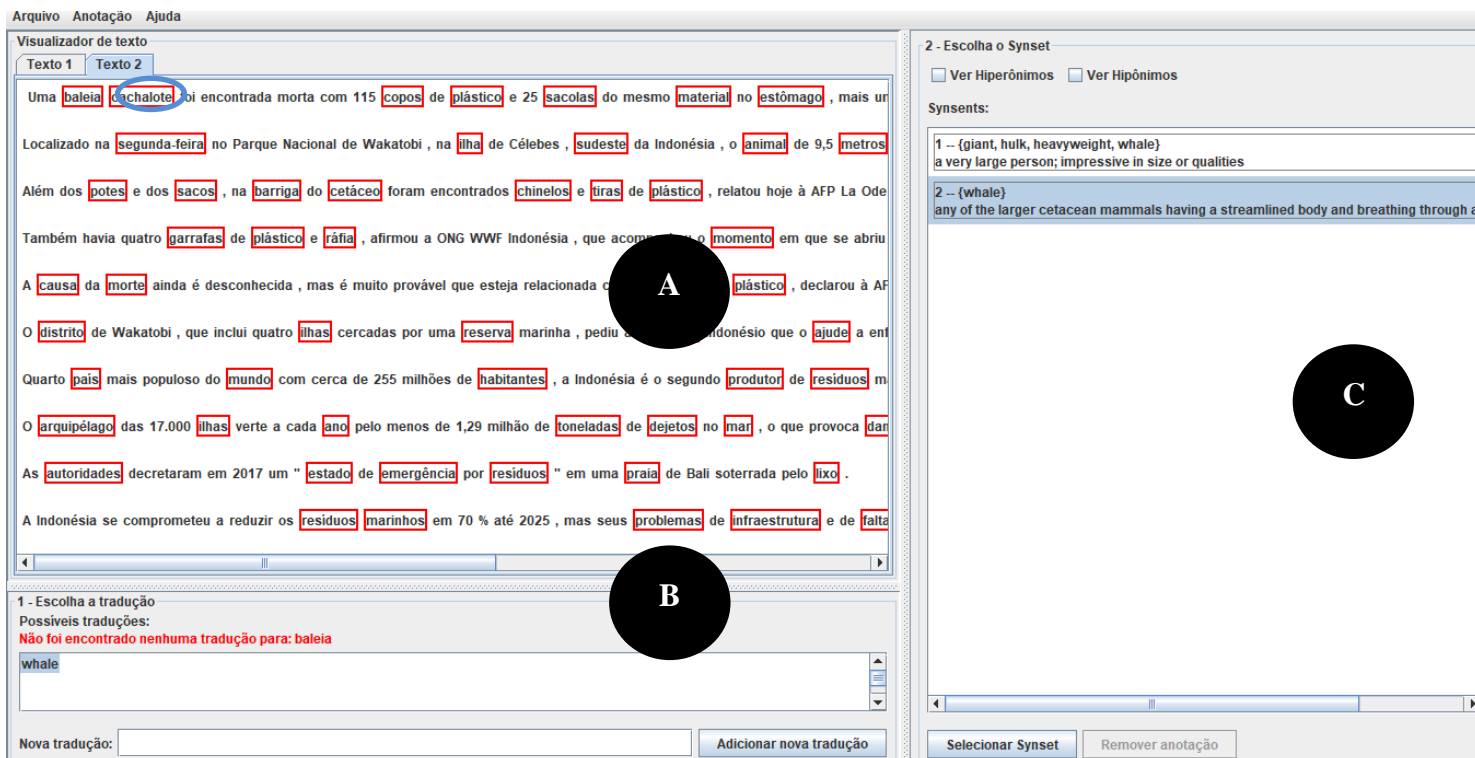 Arquivo Anotação Ajuda
Visualizador de texto
Texto 1 Texto 2
Uma baleia cachalote foi encontrada morta com 115 copos de plástico e 25 sacolas do mesmo material no estômago , mais
Localizado na segunda-feira no Parque Nacional de Wakatobi , na ilha de Célebes , sudeste da Indonésia , o animal de 9,5 metros
Além dos potes e dos sacos , na barriga do cetáceo foram encontrados chinelos e tiras de plástico , relatou hoje à AFP La Ode
Também havia quatro garrafas de plástico e ráfia , afirmou a ONG WWF Indonésia , que o momento em que se abriu
A causa da morte ainda é desconhecida , mas é muito provável que esteja relacionada plástico , declarou à
O distrito de Wakatobi , que inclui quatro ilhas cercadas por uma reserva marinha , pediu que o ajude a
Quarto país mais populoso do mundo com cerca de 255 milhões de habitantes , a Indonésia é o segundo produtor de resíduos
O arquipélago das 17.000 ilhas verte a cada ano pelo menos de 1,29 milhão de toneladas de dejetos no mar , o que provoca
As autoridades decretaram em 2017 um " estado de emergência por resíduos " em uma praia de Bali soterrada pelo lixo .
A Indonésia se comprometeu a reduzir os resíduos marinhos em 70 % até 2025 , mas seus problemas de infraestrutura e de falta
A
1 - Escolha a tradução
Possíveis traduções:
Não foi encontrado nenhuma tradução para: baleia
whale
Nova tradução:
Adicionar nova tradução
B
2 - Escolha o Synset
Ver Hiperônimos Ver Hipônimos
Synsents:
1 -- {giant, hulk, heavyweight, whale}
a very large person; impressive in size or qualities
2 -- {whale}
any of the larger cetacean mammals having a streamlined body and breathing through a
C
Selecionar Synset Remover anotação